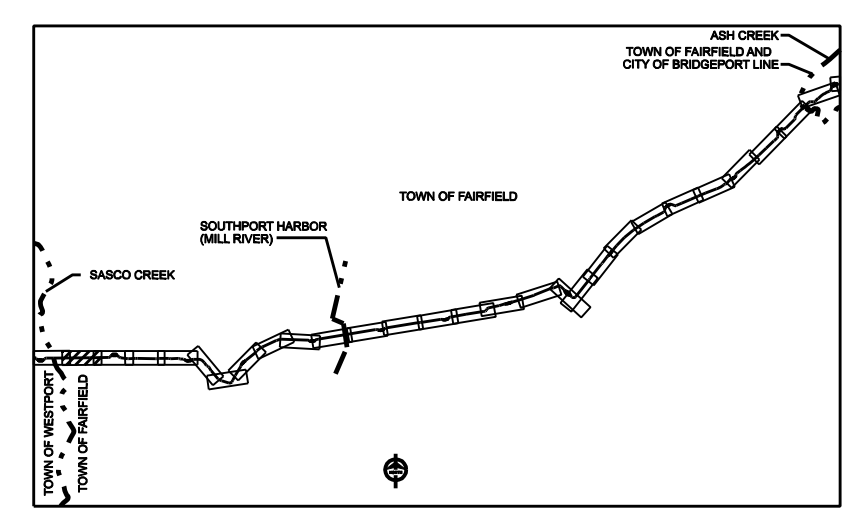 ASH CREEK
TOWN OF FAIRFIELD AND
CITY OF BRIDGEPORT LINE
TOWN OF FAIRFIELD
SOUTHPORT HARBOR
(MILL RIVER)
SASCO CREEK
TOWN OF WESTPORT
TOWN OF FAIRFIELD